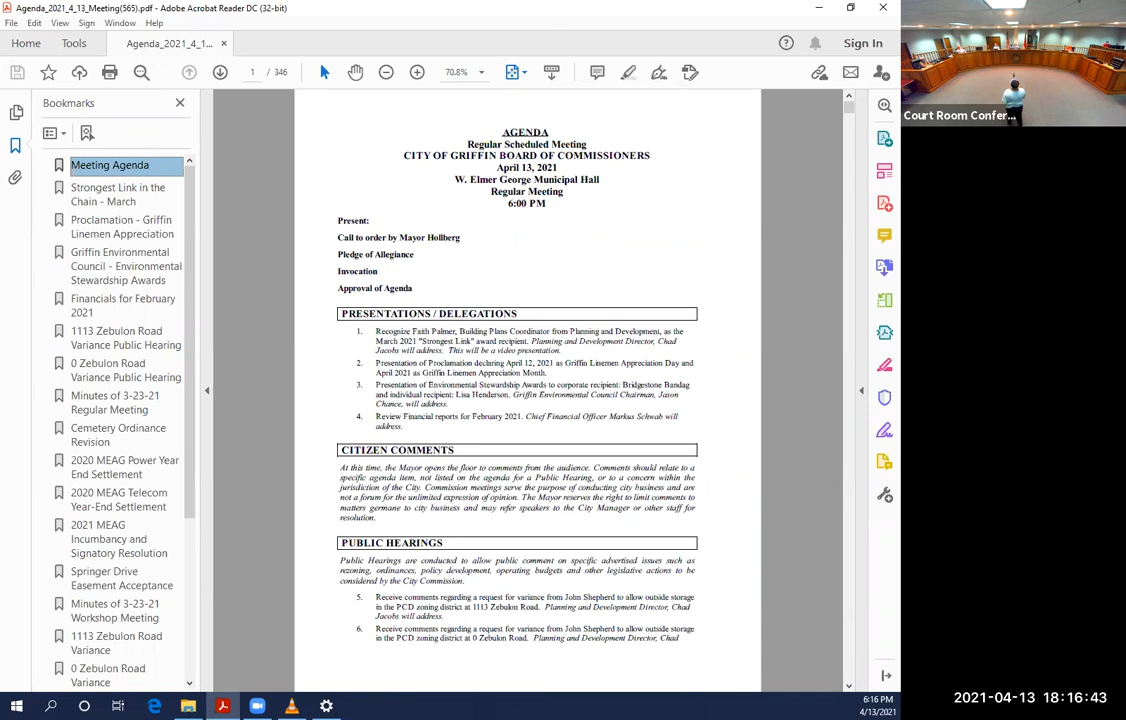 Agenda_2021_4_13_Meeting(565).pdf - Adobe Acrobat Reader DC (32-bit)
File Edit View Sign Window Help
Home Tools Agenda_2021_4_1... × Sign In
1 / 346 70.8%
Bookmarks
Meeting Agenda
Strongest Link in the
Chain - March
Proclamation - Griffin
Linemen Appreciation
Griffin Environmental
Council - Environmental
Stewardship Awards
Financials for February
2021
1113 Zebulon Road
Variance Public Hearing
0 Zebulon Road
Variance Public Hearing
Minutes of 3-23-21
Regular Meeting
Cemetery Ordinance
Revision
2020 MEAG Power Year
End Settlement
2020 MEAG Telecom
Year-End Settlement
2021 MEAG
Incumbancy and
Signatory Resolution
Springer Drive
Easement Acceptance
Minutes of 3-23-21
Workshop Meeting
1113 Zebulon Road
Variance
0 Zebulon Road
Variance
AGENDA
Regular Scheduled Meeting
CITY OF GRIFFIN BOARD OF COMMISSIONERS
April 13, 2021
W. Elmer George Municipal Hall
Regular Meeting
6:00 PM
Present:
Call to order by Mayor Hollberg
Pledge of Allegiance
Invocation
Approval of Agenda
PRESENTATIONS / DELEGATIONS
1. Recognize Faith Palmer, Building Plans Coordinator from Planning and Development, as the
March 2021 "Strongest Link" award recipient. Planning and Development Director, Chad
Jacobs will address. This will be a video presentation.
2. Presentation of Proclamation declaring April 12, 2021 as Griffin Linemen Appreciation Day and
April 2021 as Griffin Linemen Appreciation Month.
3. Presentation of Environmental Stewardship Awards to corporate recipient: Bridgestone Bandag
and individual recipient: Lisa Henderson. Griffin Environmental Council Chairman, Jason
Chance, will address.
4. Review Financial reports for February 2021. Chief Financial Officer Markus Schwab will
address.
CITIZEN COMMENTS
At this time, the Mayor opens the floor to comments from the audience. Comments should relate to a
specific agenda item, not listed on the agenda for a Public Hearing, or to a concern within the
jurisdiction of the City. Commission meetings serve the purpose of conducting city business and are
not a forum for the unlimited expression of opinion. The Mayor reserves the right to limit comments to
matters germane to city business and may refer speakers to the City Manager or other staff for
resolution.
PUBLIC HEARINGS
Public Hearings are conducted to allow public comment on specific advertised issues such as
rezoning, ordinances, policy development, operating budgets and other legislative actions to be
considered by the City Commission.
5. Receive comments regarding a request for variance from John Shepherd to allow outside storage
in the PCD zoning district at 1113 Zebulon Road. Planning and Development Director, Chad
Jacobs will address.
6. Receive comments regarding a request for variance from John Shepherd to allow outside storage
in the PCD zoning district at 0 Zebulon Road. Planning and Development Director, Chad
Court Room Confer...
6:16 PM
4/13/2021
2021-04-13 18:16:43